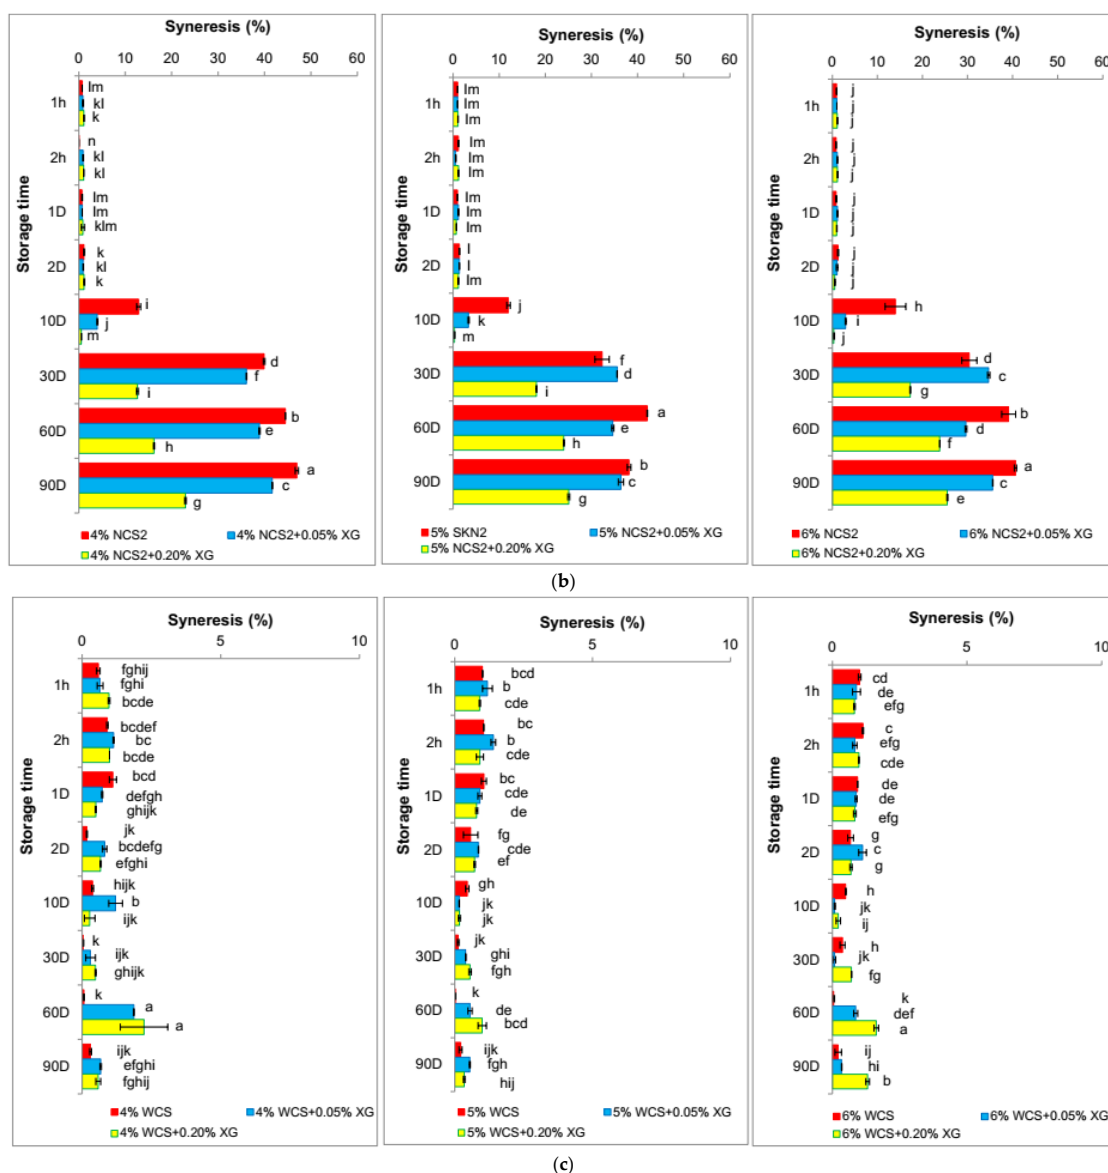 Syneresis (%)
0 10 20 30 40 50 60
Storage time
1h lm kl k
2h n kl kl
1D lm lm klm
2D k kl k
10D i j m
30D d f i
60D b e h
90D a c g
4% NCS2 4% NCS2+0.05% XG
4% NCS2+0.20% XG
Syneresis (%)
0 10 20 30 40 50 60
Storage time
1h lm lm lm
2h lm lm lm
1D lm lm lm
2D l l lm
10D j k m
30D f d i
60D a e h
90D b c g
5% SKN2 5% NCS2+0.05% XG
5% NCS2+0.20% XG
Syneresis (%)
0 10 20 30 40 50 60
Storage time
1h j j j
2h j j j
1D j j j
2D j j j
10D h i j
30D d c g
60D b d f
90D a c e
6% NCS2 6% NCS2+0.05% XG
6% NCS2+0.20% XG
(b)
Syneresis (%)
0 5 10
Storage time
1h fghij fghi bcde
2h bcdef bc bcde
1D bcd defgh ghijk
2D jk bcdefg efghi
10D hijk b ijk
30D k ijk ghijk
60D k a a
90D ijk efghi fghij
4% WCS 4% WCS+0.05% XG
4% WCS+0.20% XG
Syneresis (%)
0 5 10
Storage time
1h bcd b cde
2h bc b cde
1D bc cde de
2D fg cde ef
10D gh jk jk
30D jk ghi fgh
60D k de bcd
90D ijk fgh hij
5% WCS 5% WCS+0.05% XG
5% WCS+0.20% XG
Syneresis (%)
0 5 10
Storage time
1h cd de efg
2h c efg cde
1D de de efg
2D g c g
10D h jk ij
30D h jk fg
60D k def a
90D ij hi b
6% WCS 6% WCS+0.05% XG
6% WCS+0.20% XG
(c)